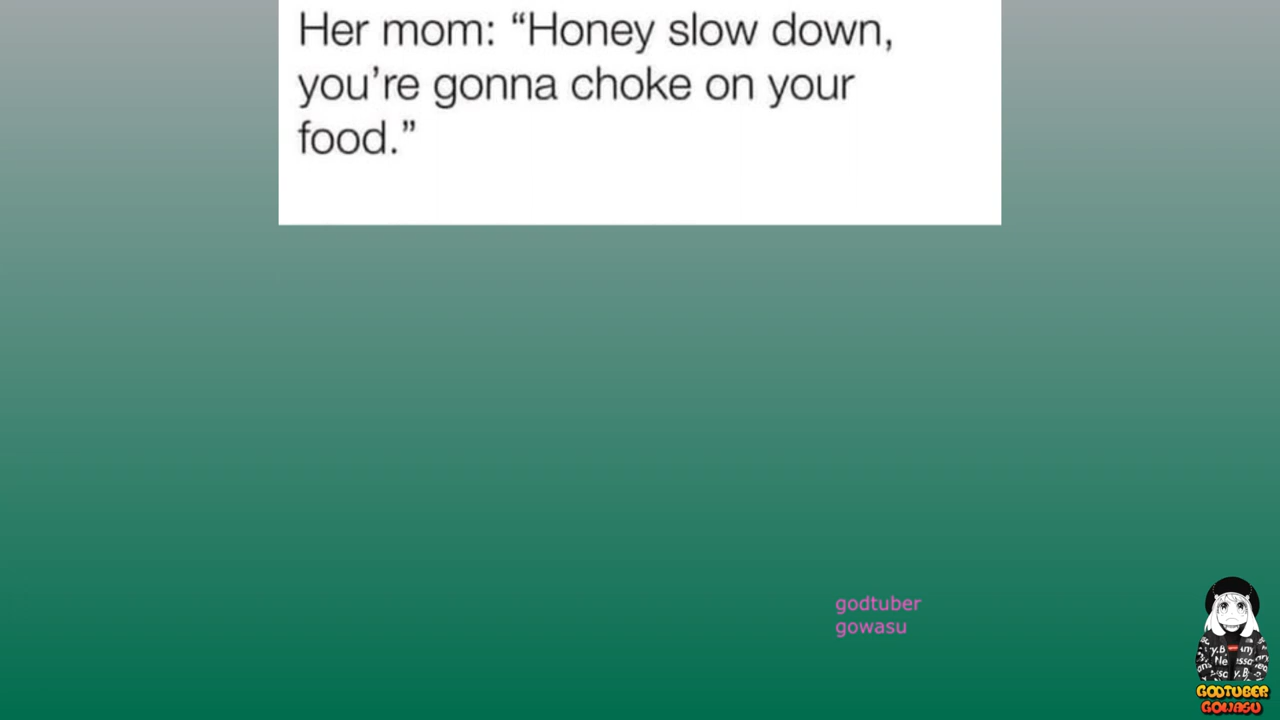 Her mom: “Honey slow down,
you’re gonna choke on your
food.”
godtuber
gowasu
GODTUBER
GOWASU